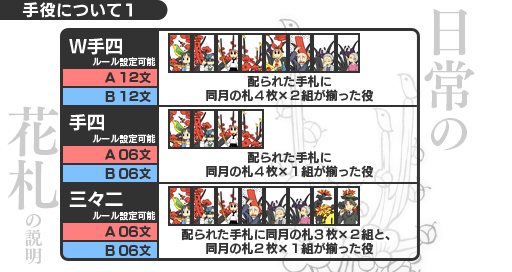 手役について1
W手四
ルール設定可能
A 12文
B 12文
配られた手札に
同月の札4枚×2組が揃った役
手四
ルール設定可能
A 06文
B 06文
配られた手札に
同月の札4枚×1組が揃った役
三々二
ルール設定可能
A 06文
B 06文
配られた手札に同月の札3枚×2組と、
同月の札2枚×1組が揃った役
日常の
花札の説明